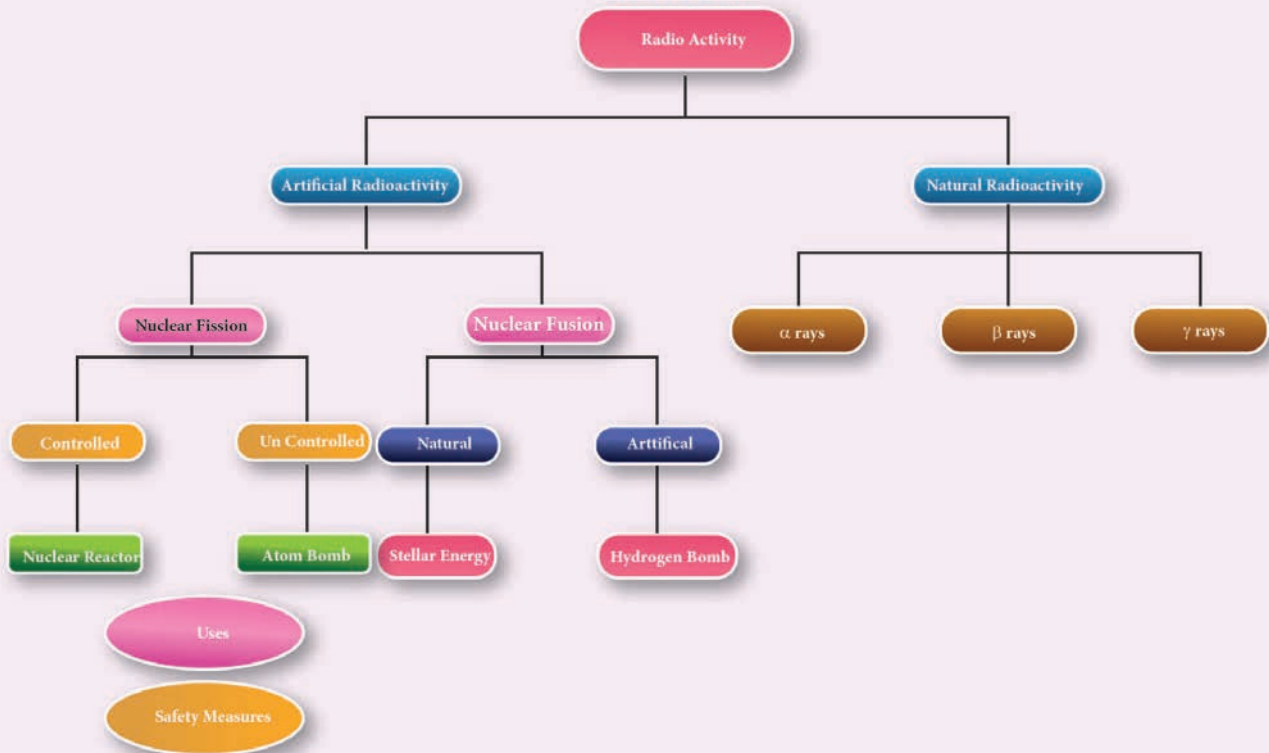 Radio Activity
Artificial Radioactivity
Natural Radioactivity
Nuclear Fission
Nuclear Fusion
α rays
β rays
γ rays
Controlled
Un Controlled
Natural
Arttifical
Nuclear Reactor
Atom Bomb
Stellar Energy
Hydrogen Bomb
Uses
Safety Measures